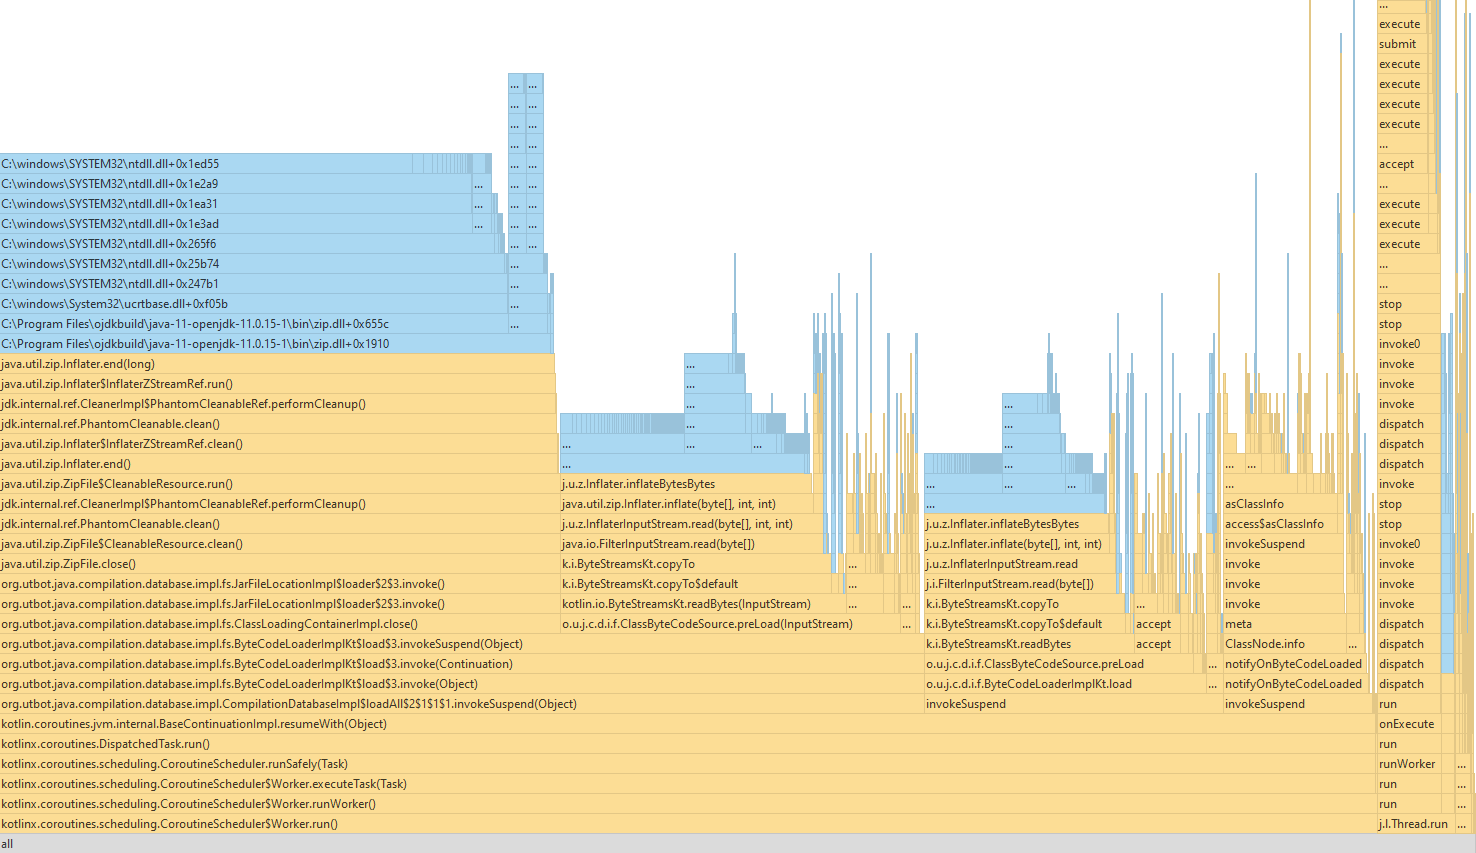 ...
execute
submit
execute
... ... execute
... ... execute
... ... execute
... ... ...
C:\windows\SYSTEM32\ntdll.dll+0x1ed55 ... ... accept
C:\windows\SYSTEM32\ntdll.dll+0x1e2a9 ... ... ... ...
C:\windows\SYSTEM32\ntdll.dll+0x1ea31 ... ... ... execute
C:\windows\SYSTEM32\ntdll.dll+0x1e3ad ... ... ... execute
C:\windows\SYSTEM32\ntdll.dll+0x265f6 ... ... execute
C:\windows\SYSTEM32\ntdll.dll+0x25b74 ... ...
C:\windows\SYSTEM32\ntdll.dll+0x247b1 ... ...
C:\windows\System32\ucrtbase.dll+0xf05b ... stop
C:\Program Files\ojdkbuild\java-11-openjdk-11.0.15-1\bin\zip.dll+0x655c ... stop
C:\Program Files\ojdkbuild\java-11-openjdk-11.0.15-1\bin\zip.dll+0x1910 invoke0
java.util.zip.Inflater.end(long) ... invoke
java.util.zip.Inflater$InflaterZStreamRef.run() ... invoke
jdk.internal.ref.CleanerImpl$PhantomCleanableRef.performCleanup() ... ... invoke
jdk.internal.ref.PhantomCleanable.clean() ... ... dispatch
java.util.zip.Inflater$InflaterZStreamRef.clean() ... ... ... ... dispatch
java.util.zip.Inflater.end() ... ... ... ... dispatch
java.util.zip.ZipFile$CleanableResource.run() j.u.z.Inflater.inflateBytesBytes ... ... ... ... invoke
jdk.internal.ref.CleanerImpl$PhantomCleanableRef.performCleanup() java.util.zip.Inflater.inflate(byte[], int, int) ... asClassInfo stop
jdk.internal.ref.PhantomCleanable.clean() j.u.z.InflaterInputStream.read(byte[], int, int) j.u.z.Inflater.inflateBytesBytes access$asClassInfo stop
java.util.zip.ZipFile$CleanableResource.clean() java.io.FilterInputStream.read(byte[]) j.u.z.Inflater.inflate(byte[], int, int) invokeSuspend invoke0
java.util.zip.ZipFile.close() k.i.ByteStreamsKt.copyTo ... j.u.z.InflaterInputStream.read invoke invoke
org.utbot.java.compilation.database.impl.fs.JarFileLocationImpl$loader$2$3.invoke() k.i.ByteStreamsKt.copyTo$default ... j.i.FilterInputStream.read(byte[]) invoke invoke
org.utbot.java.compilation.database.impl.fs.JarFileLocationImpl$loader$2$3.invoke() kotlin.io.ByteStreamsKt.readBytes(InputStream) ... ... k.i.ByteStreamsKt.copyTo ... invoke invoke
org.utbot.java.compilation.database.impl.fs.ClassLoadingContainerImpl.close() o.u.j.c.d.i.f.ClassByteCodeSource.preLoad(InputStream) ... k.i.ByteStreamsKt.copyTo$default accept meta dispatch
org.utbot.java.compilation.database.impl.fs.ByteCodeLoaderImplKt$load$3.invokeSuspend(Object) k.i.ByteStreamsKt.readBytes accept ClassNode.info ... dispatch
org.utbot.java.compilation.database.impl.fs.ByteCodeLoaderImplKt$load$3.invoke(Continuation) o.u.j.c.d.i.f.ClassByteCodeSource.preLoad ... notifyOnByteCodeLoaded dispatch
org.utbot.java.compilation.database.impl.fs.ByteCodeLoaderImplKt$load$3.invoke(Object) o.u.j.c.d.i.f.ByteCodeLoaderImplKt.load ... notifyOnByteCodeLoaded dispatch
org.utbot.java.compilation.database.impl.CompilationDatabaseImpl$loadAll$2$1$1$1.invokeSuspend(Object) invokeSuspend invokeSuspend run
kotlin.coroutines.jvm.internal.BaseContinuationImpl.resumeWith(Object) onExecute
kotlinx.coroutines.DispatchedTask.run() run
kotlinx.coroutines.scheduling.CoroutineScheduler.runSafely(Task) runWorker ...
kotlinx.coroutines.scheduling.CoroutineScheduler$Worker.executeTask(Task) run ...
kotlinx.coroutines.scheduling.CoroutineScheduler$Worker.runWorker() run ...
kotlinx.coroutines.scheduling.CoroutineScheduler$Worker.run() j.l.Thread.run ...
all